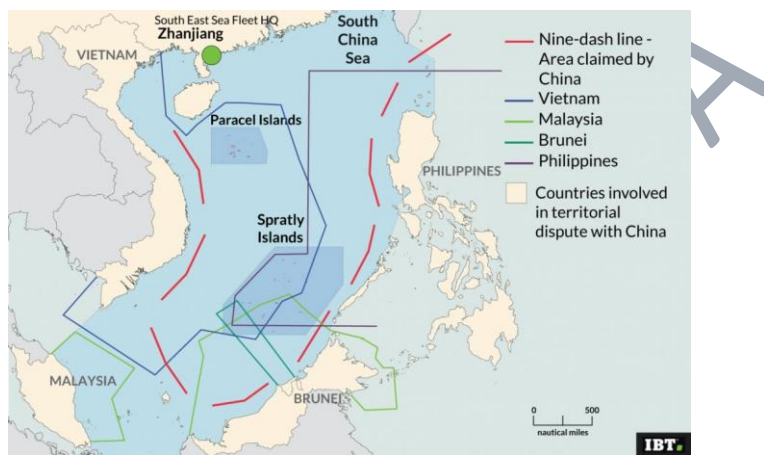 South East Sea Fleet HQ
Zhanjiang
VIETNAM
South
China
Sea
Paracel Islands
PHILIPPINES
Spratly
Islands
MALAYSIA
BRUNEI
Nine-dash line -
Area claimed by
China
Vietnam
Malaysia
Brunei
Philippines
Countries involved
in territorial
dispute with China
0 500
nautical miles
IBT.
A